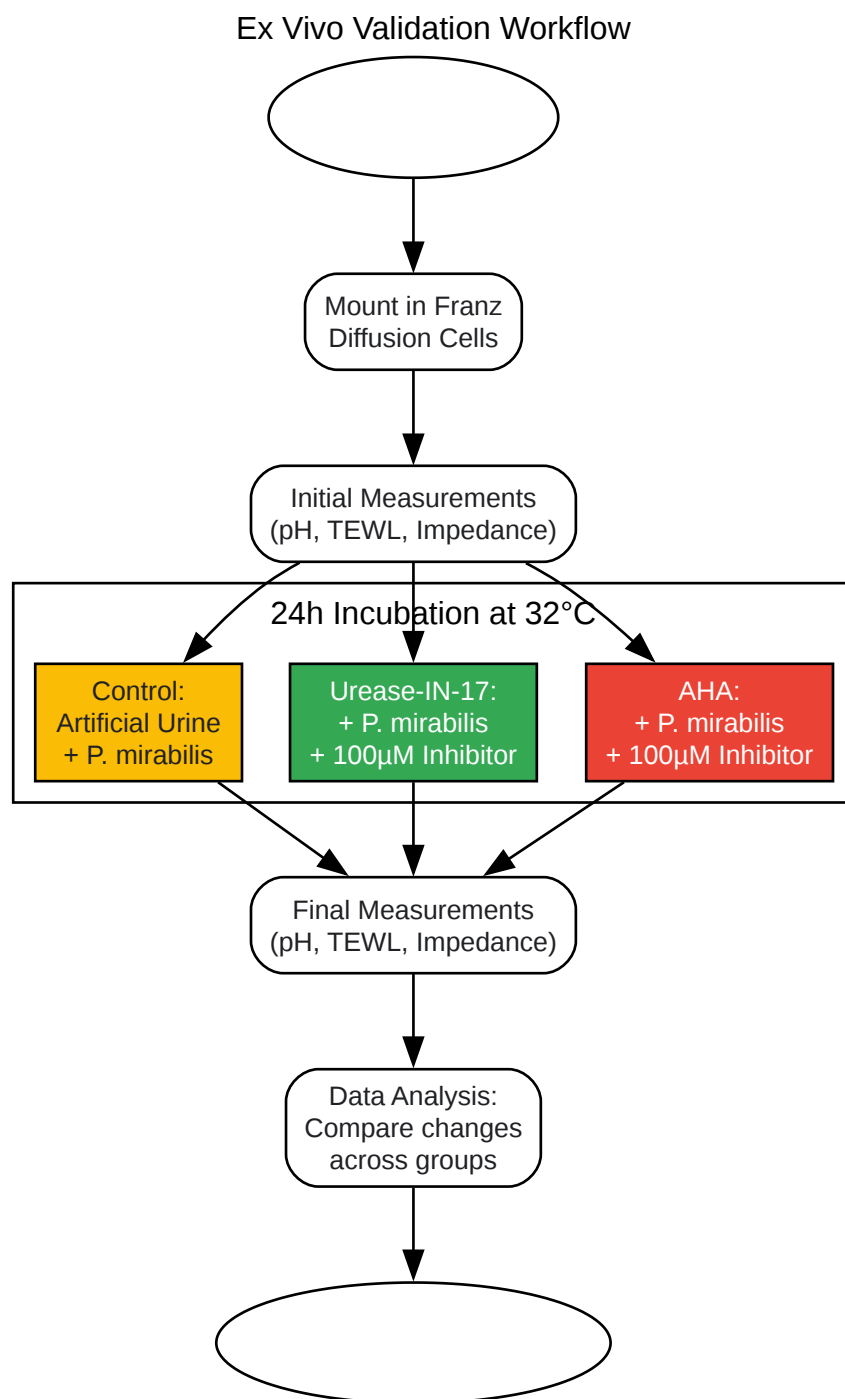 Ex Vivo Validation Workflow
Mount in Franz
Diffusion Cells
Initial Measurements
(pH, TEWL, Impedance)
24h Incubation at 32°C
Control:
Artificial Urine
+ P. mirabilis
Urease-IN-17:
+ P. mirabilis
+ 100µM Inhibitor
AHA:
+ P. mirabilis
+ 100µM Inhibitor
Final Measurements
(pH, TEWL, Impedance)
Data Analysis:
Compare changes
across groups